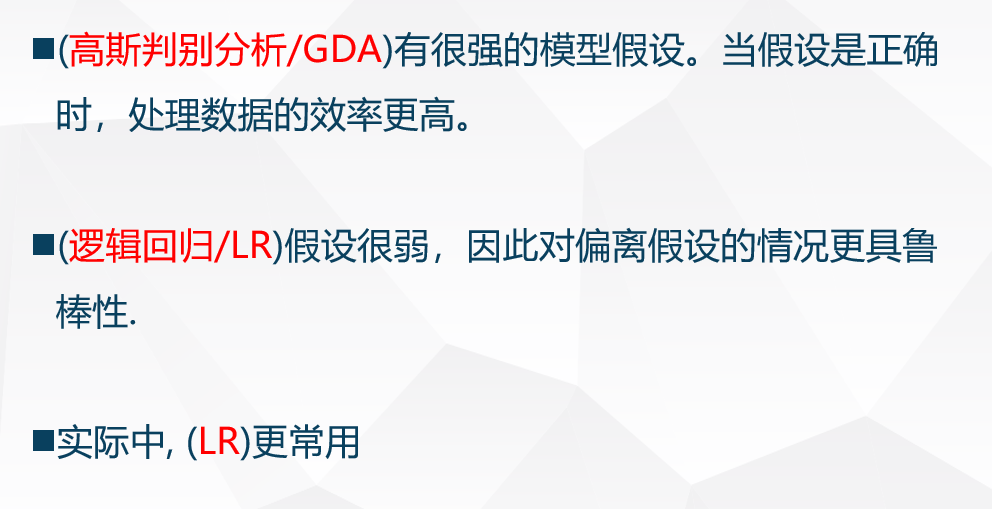 ■(高斯判别分析/GDA)有很强的模型假设。当假设是正确
时，处理数据的效率更高。
■(逻辑回归/LR)假设很弱，因此对偏离假设的情况更具鲁
棒性.
■实际中, (LR)更常用